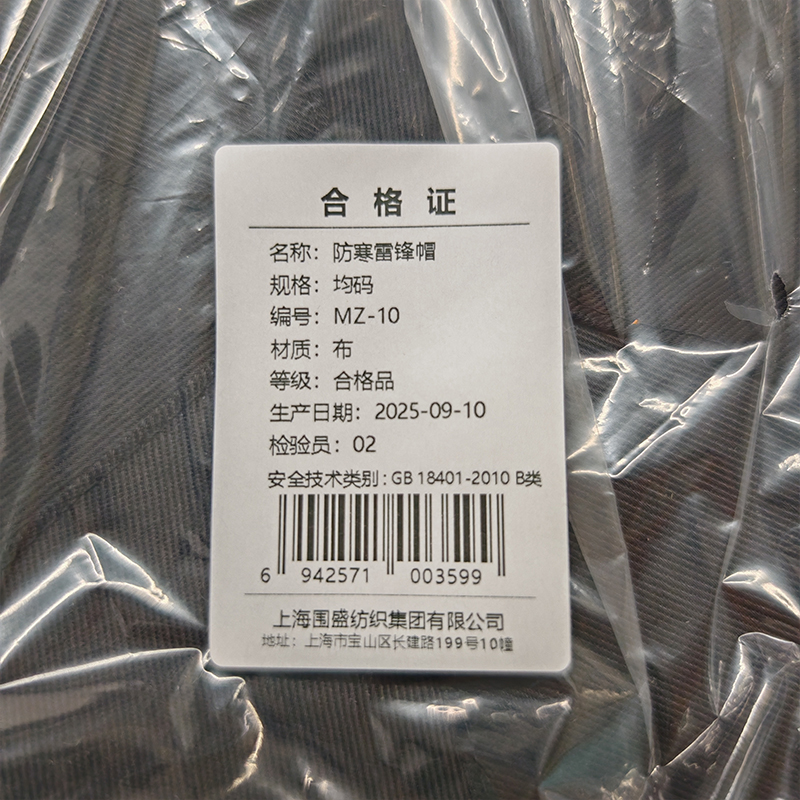 合格证
名称：防寒雷锋帽
规格：均码
编号：MZ-10
材质：布
等级：合格品
生产日期：2025-09-10
检验员：02
安全技术类别：GB 18401-2010 B类
6 942571 003599
上海围盛纺织集团有限公司
地址：上海市宝山区长建路199号10幢